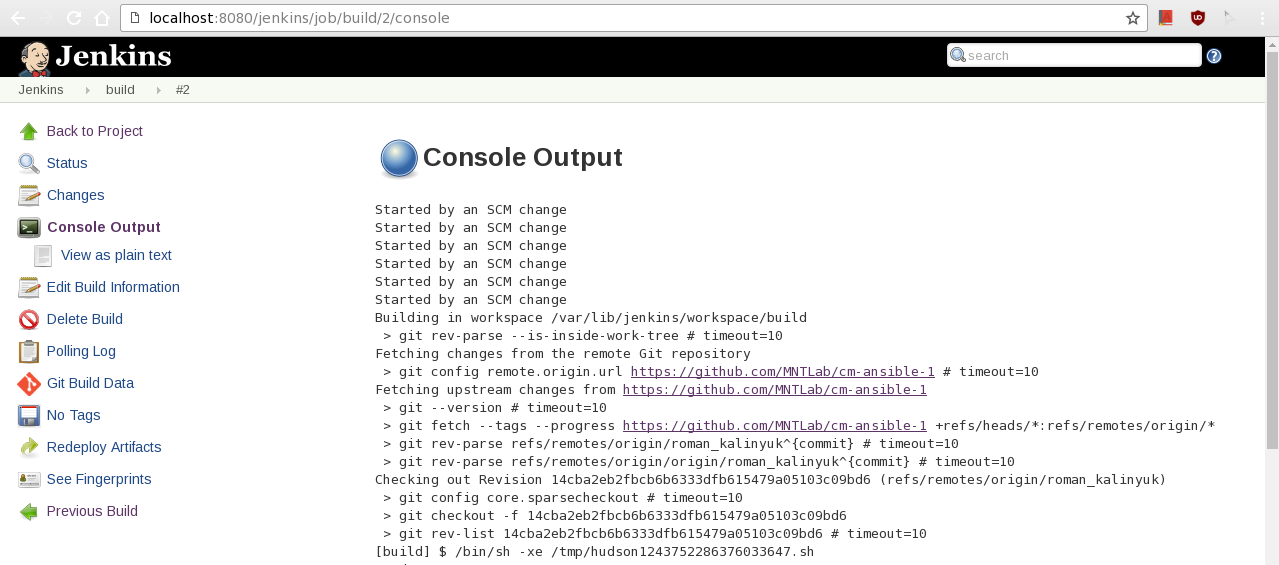 localhost:8080/jenkins/job/build/2/console
Jenkins
search
Jenkins build #2
Back to Project
Status
Changes
Console Output
View as plain text
Edit Build Information
Delete Build
Polling Log
Git Build Data
No Tags
Redeploy Artifacts
See Fingerprints
Previous Build
Console Output
Started by an SCM change
Started by an SCM change
Started by an SCM change
Started by an SCM change
Started by an SCM change
Started by an SCM change
Building in workspace /var/lib/jenkins/workspace/build
> git rev-parse --is-inside-work-tree # timeout=10
Fetching changes from the remote Git repository
> git config remote.origin.url https://github.com/MNTLab/cm-ansible-1 # timeout=10
Fetching upstream changes from https://github.com/MNTLab/cm-ansible-1
> git --version # timeout=10
> git fetch --tags --progress https://github.com/MNTLab/cm-ansible-1 +refs/heads/*:refs/remotes/origin/*
> git rev-parse refs/remotes/origin/roman_kalinyuk^{commit} # timeout=10
> git rev-parse refs/remotes/origin/origin/roman_kalinyuk^{commit} # timeout=10
Checking out Revision 14cba2eb2fbcb6b6333dfb615479a05103c09bd6 (refs/remotes/origin/roman_kalinyuk)
> git config core.sparsecheckout # timeout=10
> git checkout -f 14cba2eb2fbcb6b6333dfb615479a05103c09bd6
> git rev-list 14cba2eb2fbcb6b6333dfb615479a05103c09bd6 # timeout=10
[build] $ /bin/sh -xe /tmp/hudson1243752286376033647.sh